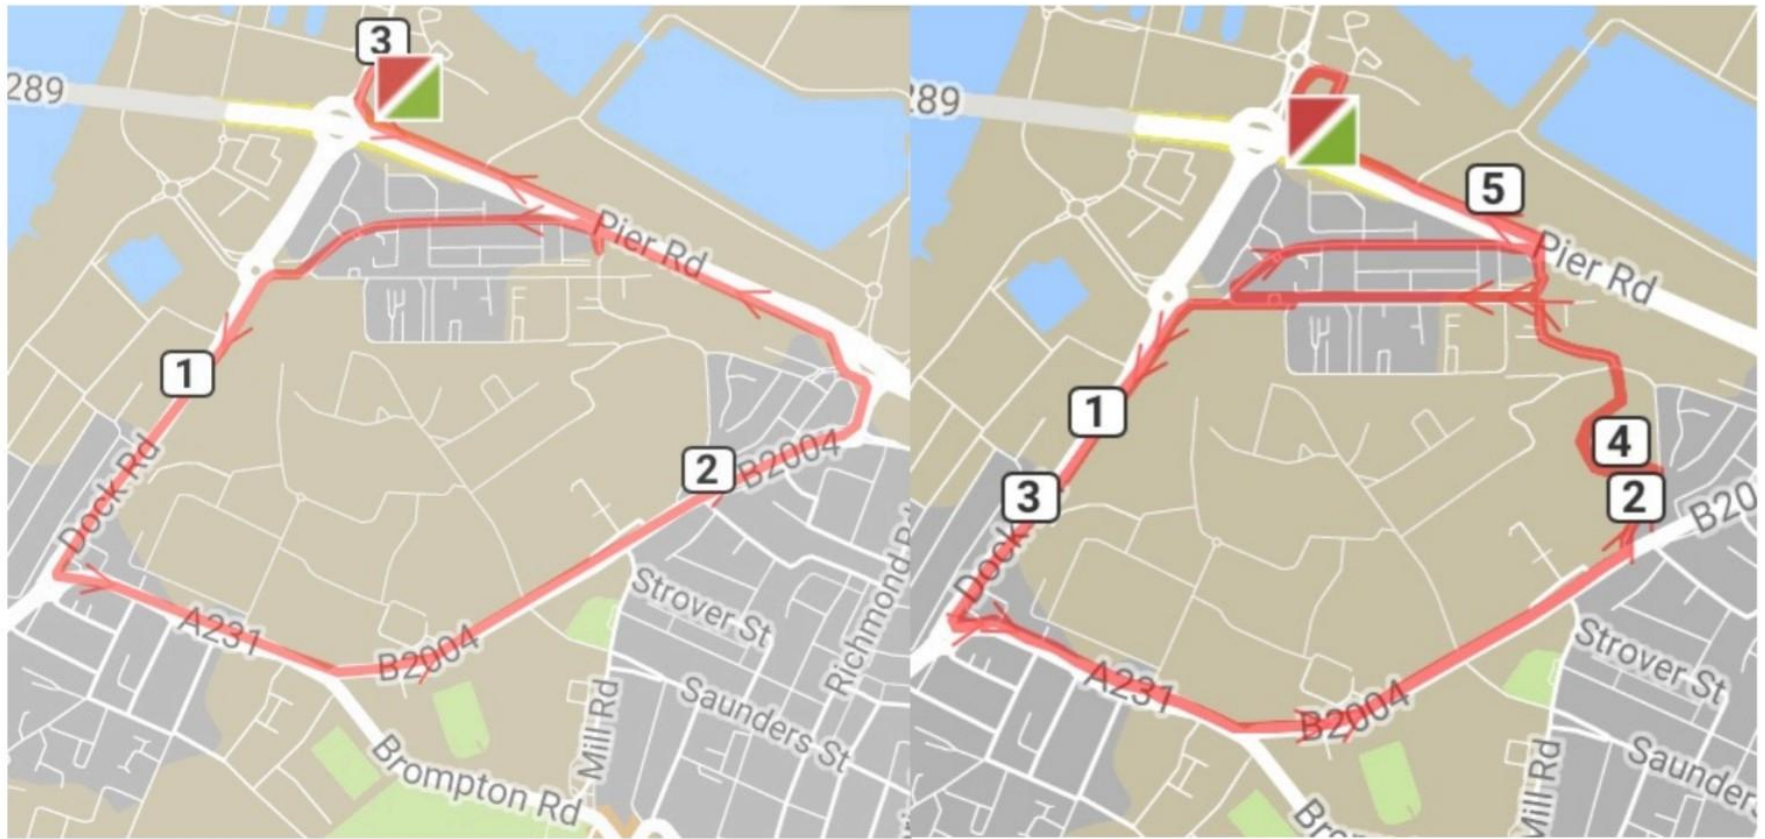 3
289
Pier Rd
1
2
B2004
Dock Rd
A231
B2004
Strover St
Richmond Rd
Saunders St
Mill Rd
Brompton Rd
289
5
Pier Rd
1
4
3
2
B20
Dock
A231
B2004
Strover St
Saunders
Mill Rd
Bro